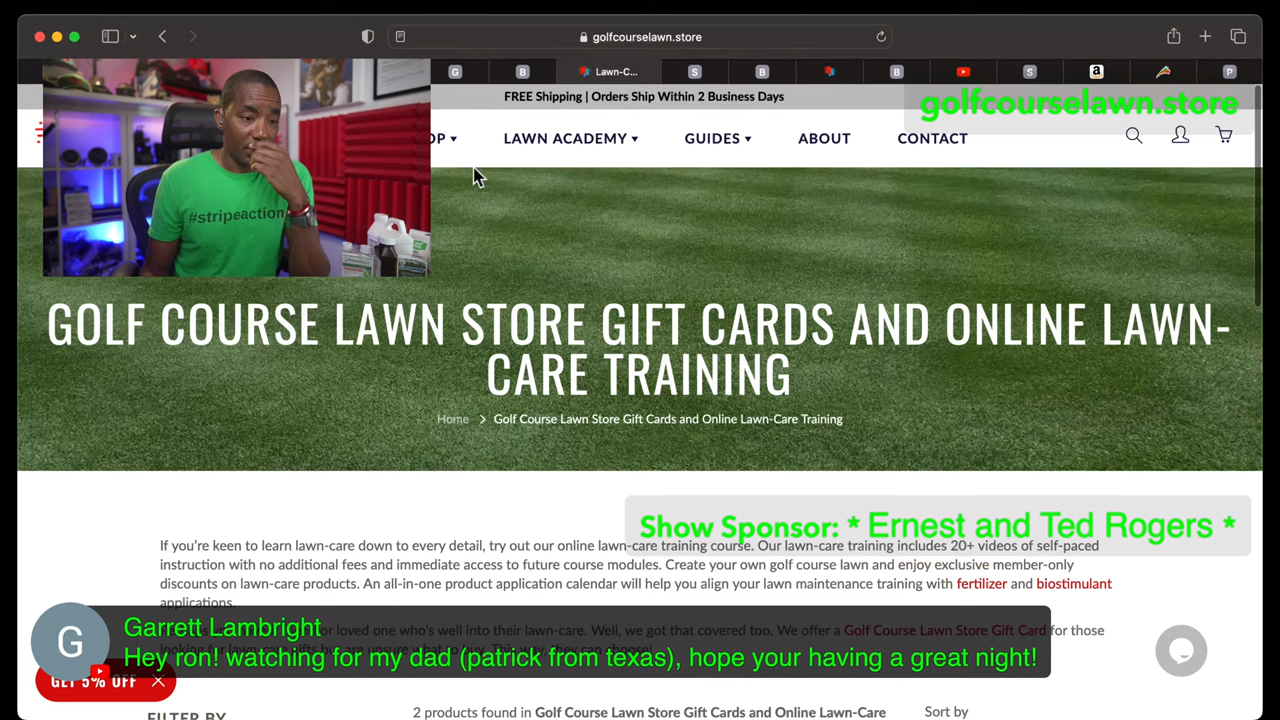 golfcourselawn.store
Lawn-C...
FREE Shipping | Orders Ship Within 2 Business Days
golfcourselawn.store
LAWN ACADEMY ▾
GUIDES ▾
ABOUT
CONTACT
#stripeaction
GOLF COURSE LAWN STORE GIFT CARDS AND ONLINE LAWN-
CARE TRAINING
Home > Golf Course Lawn Store Gift Cards and Online Lawn-Care Training
Show Sponsor: * Ernest and Ted Rogers *
If you're keen to learn lawn-care down to every detail, try out our online lawn-care training course. Our lawn-care training includes 20+ videos of self-paced
instruction with no additional fees and immediate access to future course modules. Create your own golf course lawn and enjoy exclusive member-only
discounts on lawn-care products. An all-in-one product application calendar will help you align your lawn maintenance training with fertilizer and biostimulant
applications.
or loved one who's well into their lawn-care. Well, we got that covered too. We offer a Golf Course Lawn Store Gift Card for those
G
Garrett Lambright
Hey ron! watching for my dad (patrick from texas), hope your having a great night!
GET 5% OFF
FILTER BY
2 products found in Golf Course Lawn Store Gift Cards and Online Lawn-Care
Sort by